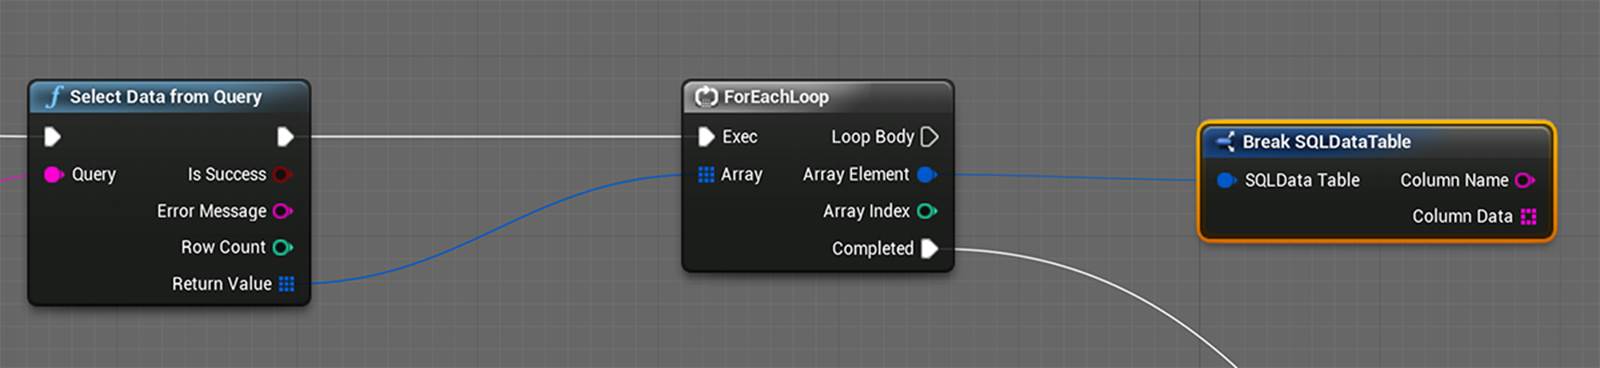 f Select Data from Query
Query
Is Success
Error Message
Row Count
Return Value
ForEachLoop
Exec
Loop Body
Array
Array Element
Array Index
Completed
Break SQLDataTable
SQLData Table
Column Name
Column Data